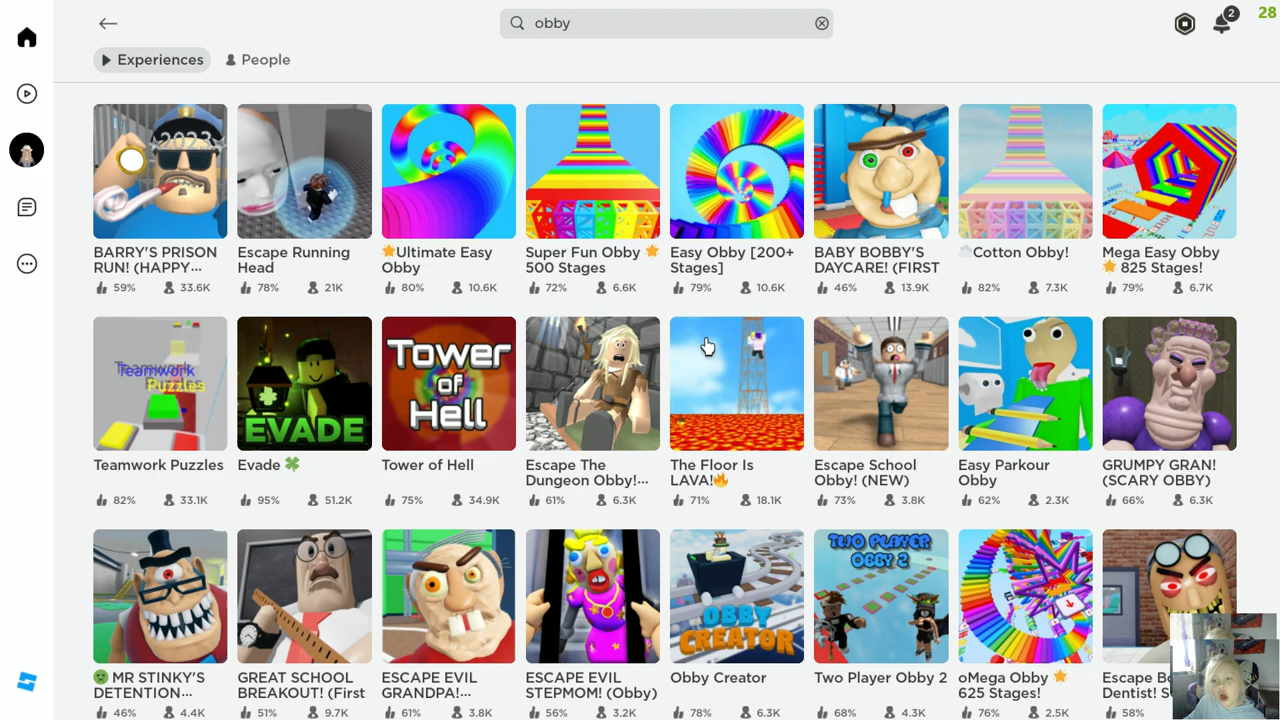 obby
28
2
Experiences
People
2022
BARRY'S PRISON
RUN! (HAPPY...
59% 33.6K
Escape Running
Head
78% 21K
Ultimate Easy
Obby
80% 10.6K
Super Fun Obby
500 Stages
72% 6.6K
Easy Obby [200+
Stages]
79% 10.6K
BABY BOBBY'S
DAYCARE! (FIRST
46% 13.9K
Cotton Obby!
82% 7.3K
Mega Easy Obby
825 Stages!
79% 6.7K
Teamwork
Puzzles
Teamwork Puzzles
82% 33.1K
EVADE
Evade
95% 51.2K
Tower
of
Hell
Tower of Hell
75% 34.9K
Escape The
Dungeon Obby!...
61% 6.3K
The Floor Is
LAVA!
71% 18.1K
Escape School
Obby! (NEW)
73% 3.8K
Easy Parkour
Obby
62% 2.3K
GRUMPY GRAN!
(SCARY OBBY)
66% 6.3K
MR STINKY'S
DETENTION...
46% 4.4K
GREAT SCHOOL
BREAKOUT! (First
51% 9.7K
ESCAPE EVIL
GRANDPA!...
61% 3.8K
ESCAPE EVIL
STEPMOM! (Obby)
56% 3.2K
OBBY
CREATOR
Obby Creator
78% 6.3K
TWO PLAYER
OBBY 2
Two Player Obby 2
68% 4.3K
oMega Obby
625 Stages!
76% 2.5K
Escape
Dentist!
58%